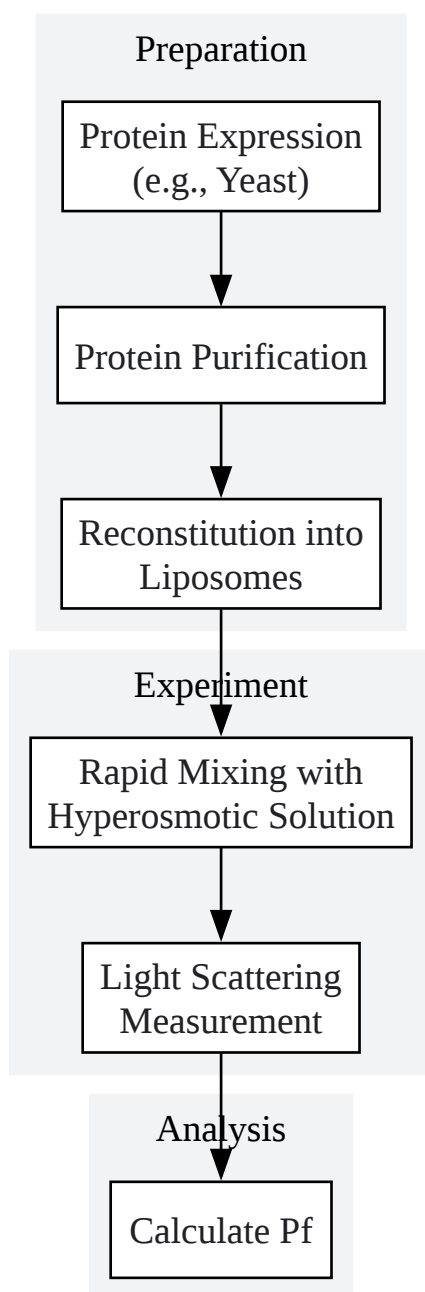 Preparation
Protein Expression
(e.g., Yeast)
Protein Purification
Reconstitution into
Liposomes
Experiment
Rapid Mixing with
Hyperosmotic Solution
Light Scattering
Measurement
Analysis
Calculate Pf